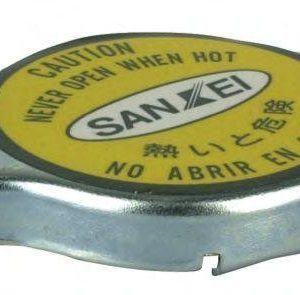 CAUTION
NEVER OPEN WHEN HOT
SANKEI
熱いと危険
NO ABRIR EN